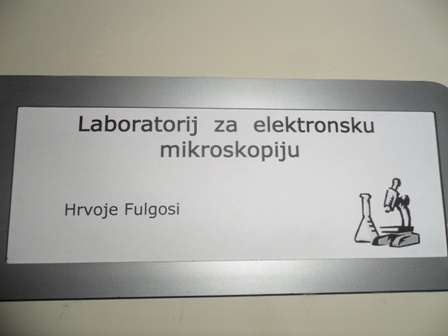 Laboratorij za elektronsku
mikroskopiju
Hrvoje Fulgosi